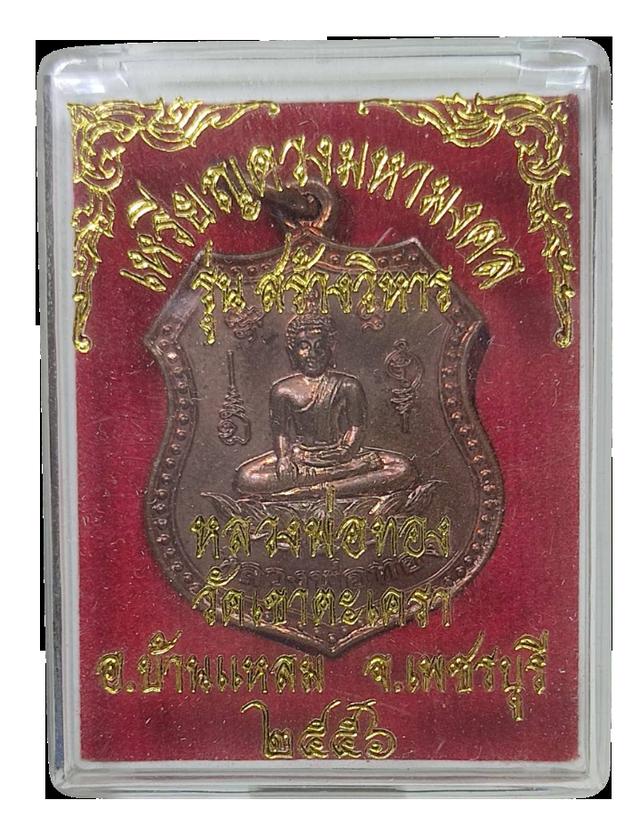 เหรียญดวงมหามงคล
รุ่น สร้างวิหาร
หลวงพ่อทอง
วัดเขาตะเครา
อ.บ้านแหลม จ.เพชรบุรี
๒๕๕๖